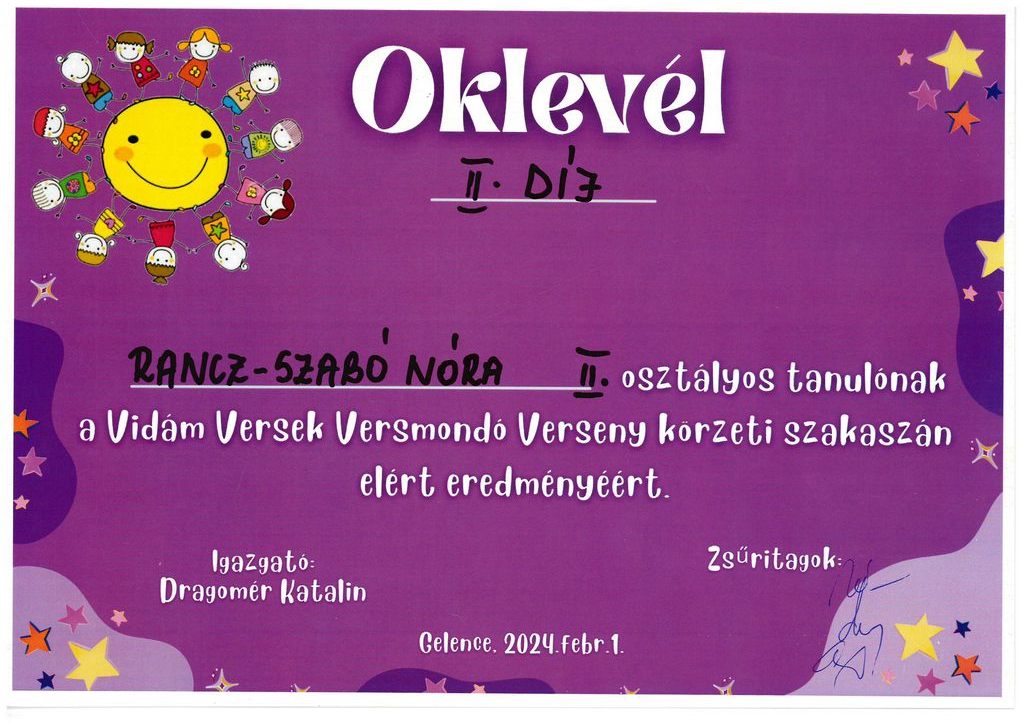 Oklevél
II. DÍJ
RANCZ-SZABÓ NÓRA II. osztályos tanulónak
a Vidám Versek Versmondó Verseny körzeti szakaszán
elért eredményéért.
Igazgató:
Dragomér Katalin
Zsűritagok:
Gelence, 2024.febr.1.